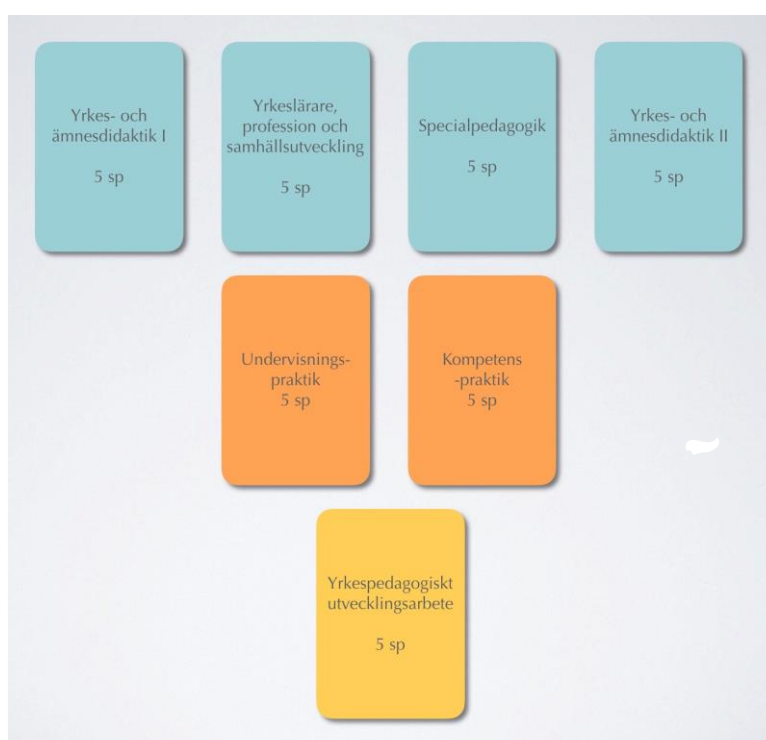 Yrkes- och
ämnesdidaktik I
5 sp
Yrkeslärare,
profession och
samhällsutveckling
5 sp
Specialpedagogik
5 sp
Yrkes- och
ämnesdidaktik II
5 sp
Undervisnings-
praktik
5 sp
Kompetens
-praktik
5 sp
Yrkespedagogiskt
utvecklingsarbete
5 sp